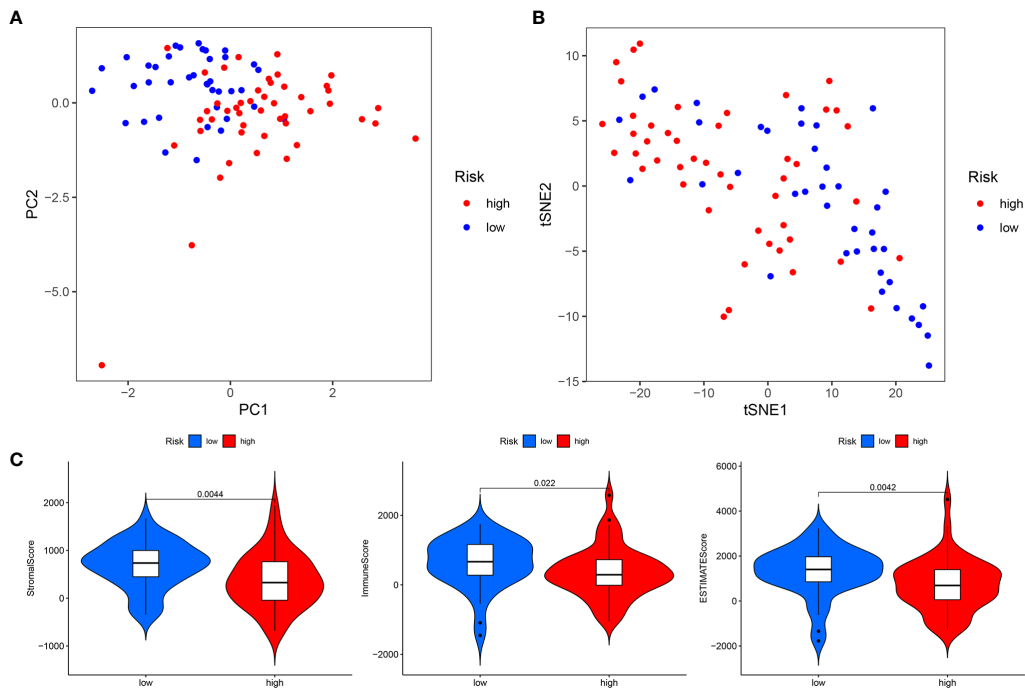 A
0.0
−2.5
−5.0
PC2
−2
0
2
PC1
Risk
high
low
B
10
5
0
−5
−10
−15
tSNE2
−20
−10
0
10
20
tSNE1
Risk
high
low
C
Risk low high
2000
1000
0
−1000
StromalScore
0.0044
low high
Risk low high
2000
0
−2000
ImmuneScore
0.022
low high
Risk low high
6000
4000
2000
0
−2000
ESTIMATEScore
0.0042
low high